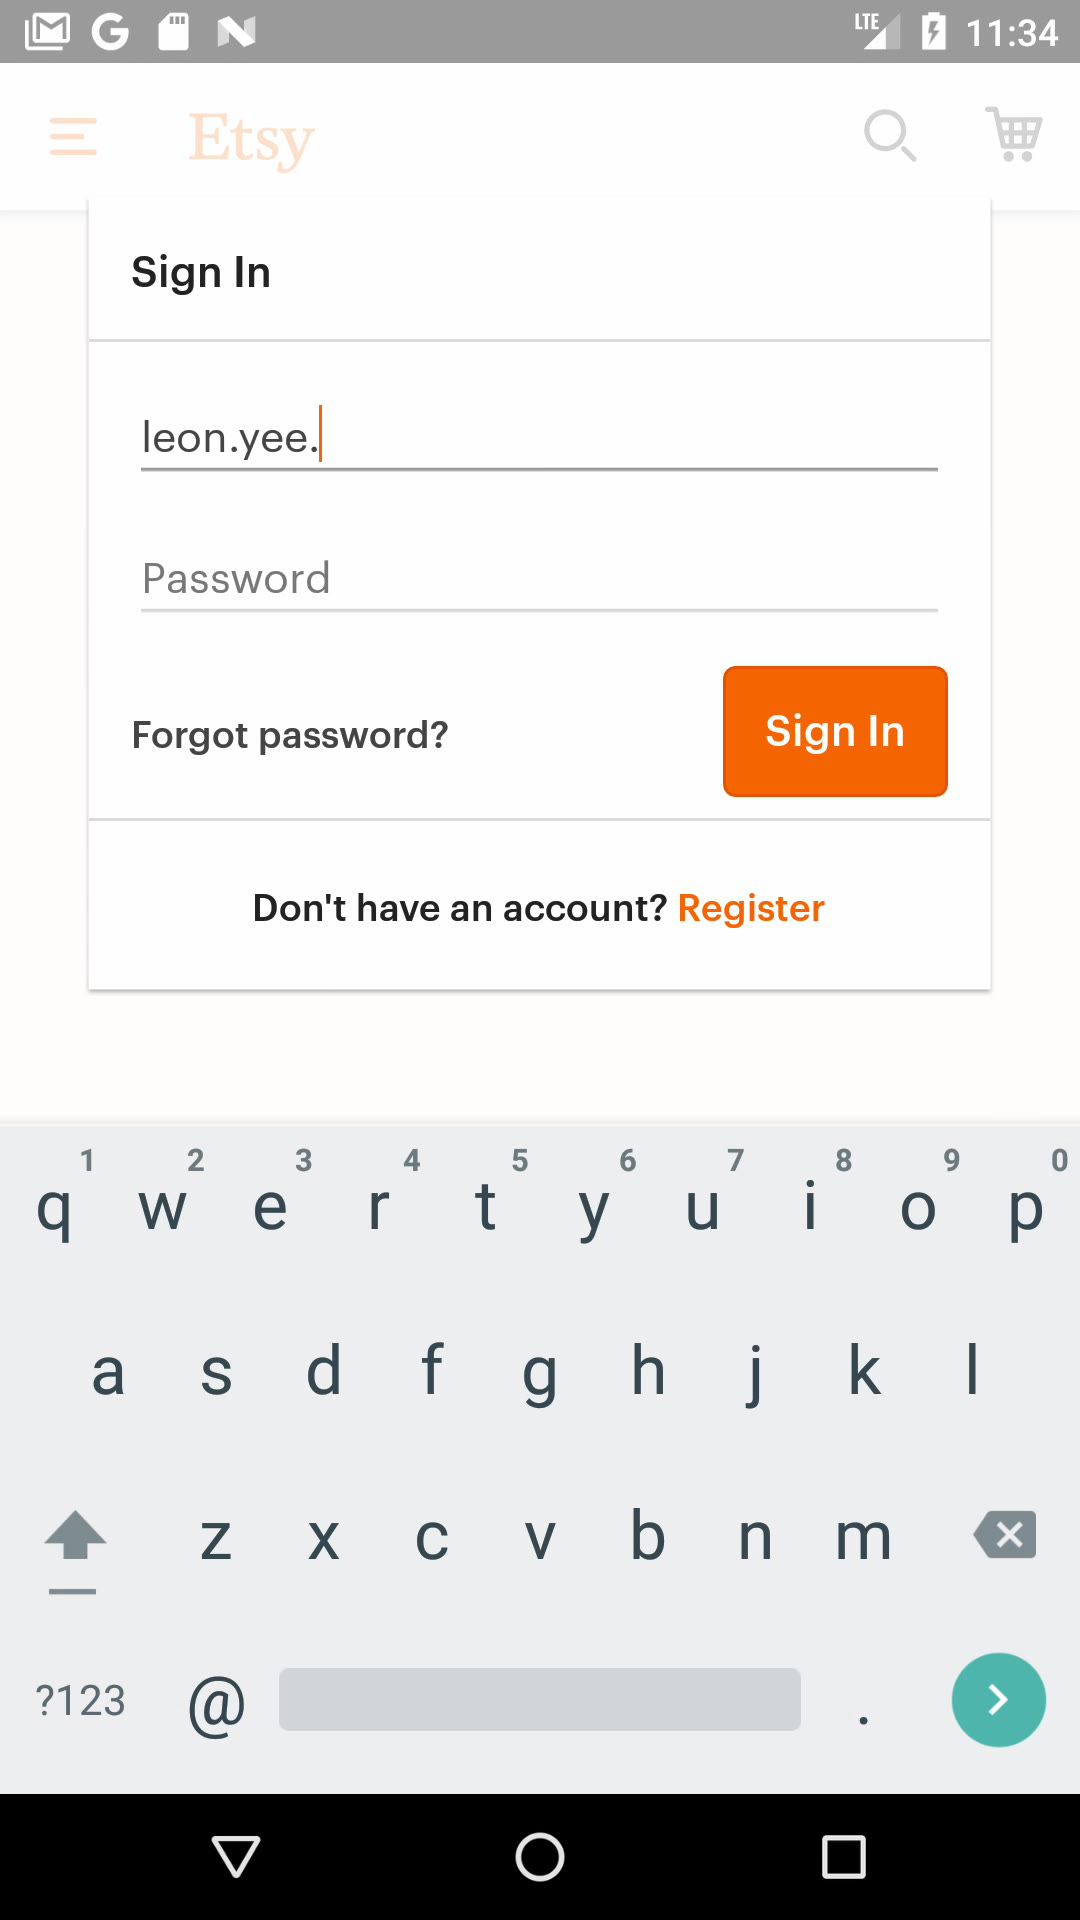 LTE 11:34
Etsy
Sign In
leon.yee.
Password
Forgot password? Sign In
Don't have an account? Register
1 2 3 4 5 6 7 8 9 0
q w e r t y u i o p
a s d f g h j k l
z x c v b n m
?123 @ .